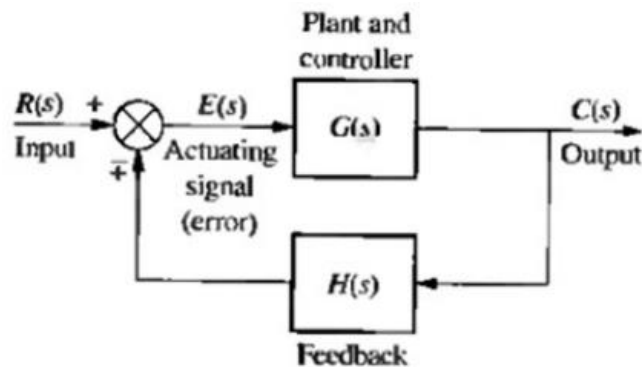 Plant and
controller
R(s) + E(s) G(s) C(s)
Input ∓ Actuating Output
signal
(error)
H(s)
Feedback